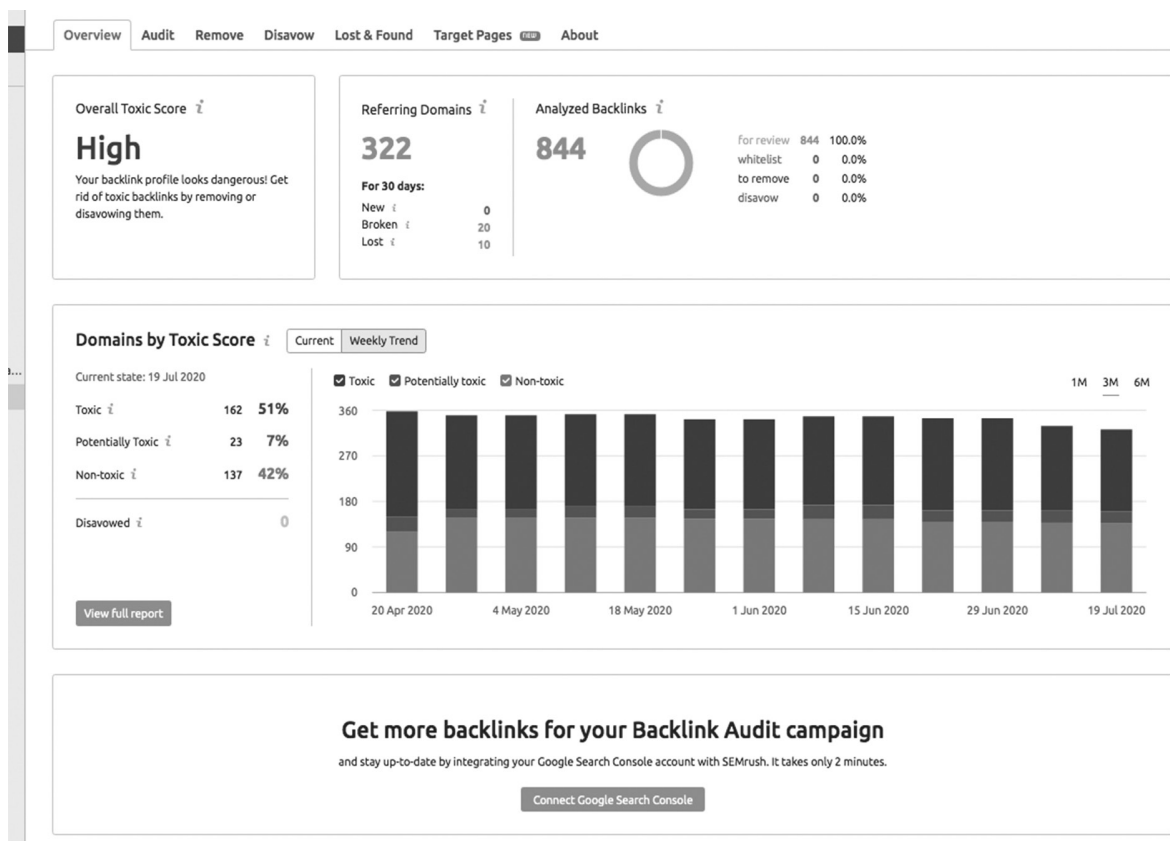 Overview Audit Remove Disavow Lost & Found Target Pages new About
Overall Toxic Score i
High
Your backlink profile looks dangerous! Get
rid of toxic backlinks by removing or
disavowing them.
Referring Domains i
322
For 30 days:
New i 0
Broken i 20
Lost i 10
Analyzed Backlinks i
844
for review 844 100.0%
whitelist 0 0.0%
to remove 0 0.0%
disavow 0 0.0%
Domains by Toxic Score i Current Weekly Trend
Current state: 19 Jul 2020
Toxic i 162 51%
Potentially Toxic i 23 7%
Non-toxic i 137 42%
Disavowed i 0
View full report
Toxic Potentially toxic Non-toxic
1M 3M 6M
360
270
180
90
0
20 Apr 2020 4 May 2020 18 May 2020 1 Jun 2020 15 Jun 2020 29 Jun 2020 19 Jul 2020
Get more backlinks for your Backlink Audit campaign
and stay up-to-date by integrating your Google Search Console account with SEMrush. It takes only 2 minutes.
Connect Google Search Console